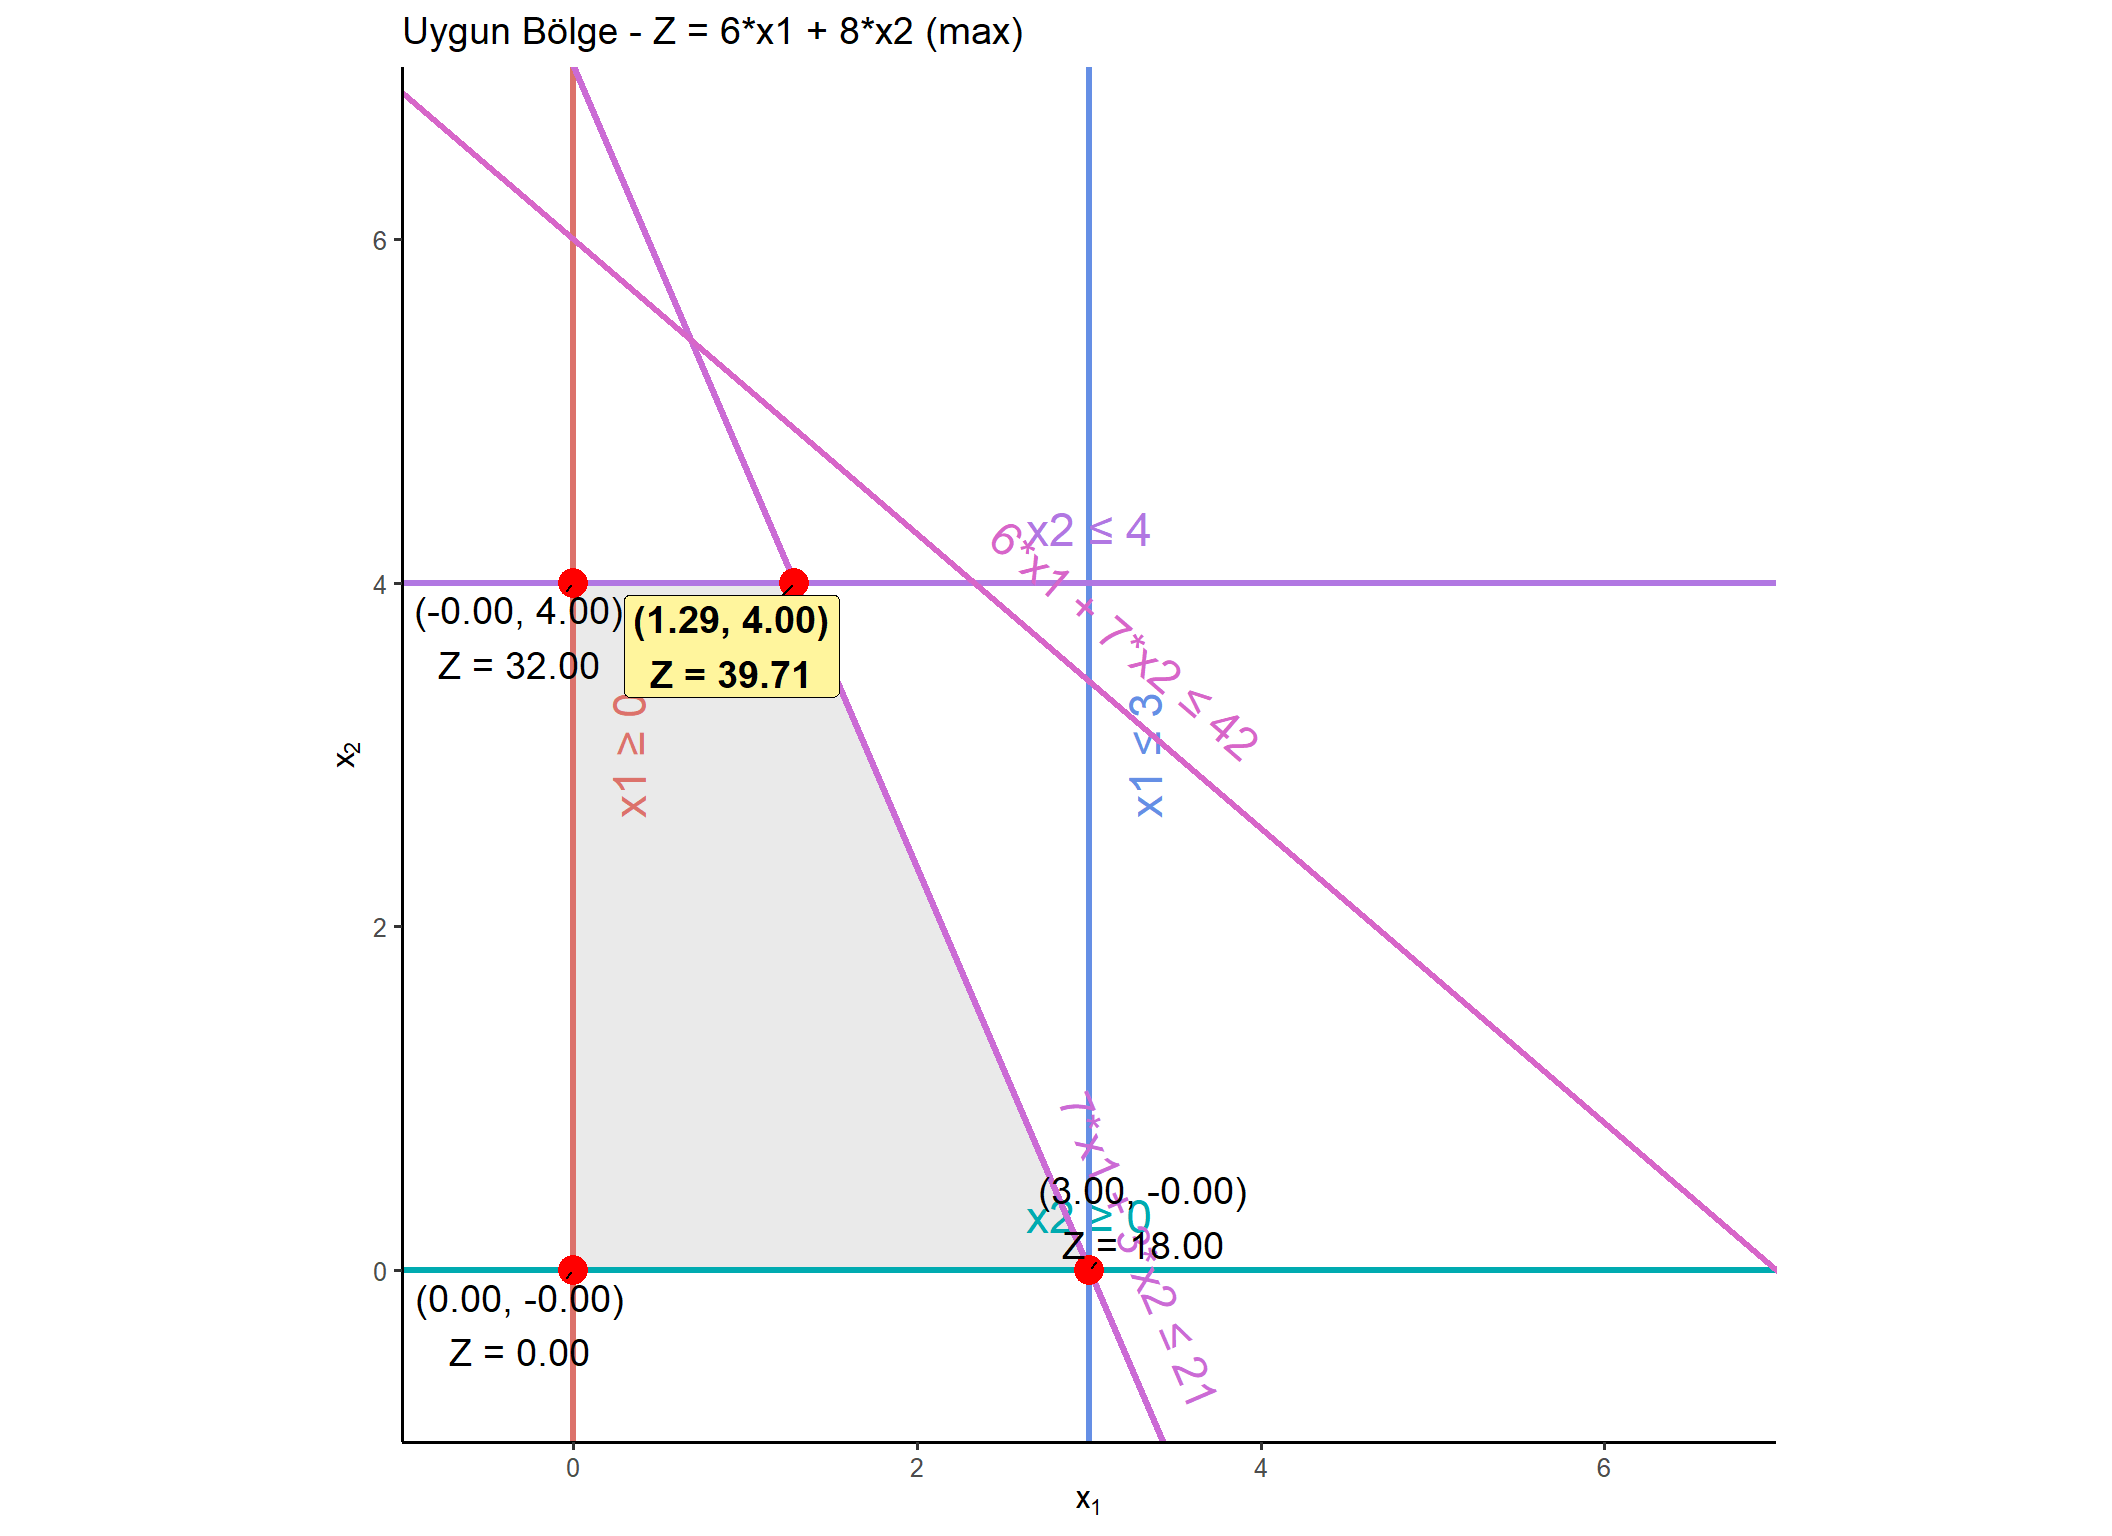 Uygun Bölge - Z = 6*x1 + 8*x2 (max)
6
4
2
0
x2
x2 ≤ 4
6*x1 + 7*x2 ≤ 42
(-0.00, 4.00)
Z = 32.00
(1.29, 4.00)
Z = 39.71
x1 ≥ 0
x1 ≤ 3
7*x1 + 3*x2 ≤ 21
(3.00, -0.00)
x2 ≥ 0
Z = 18.00
(0.00, -0.00)
Z = 0.00
0
2
4
6
x1